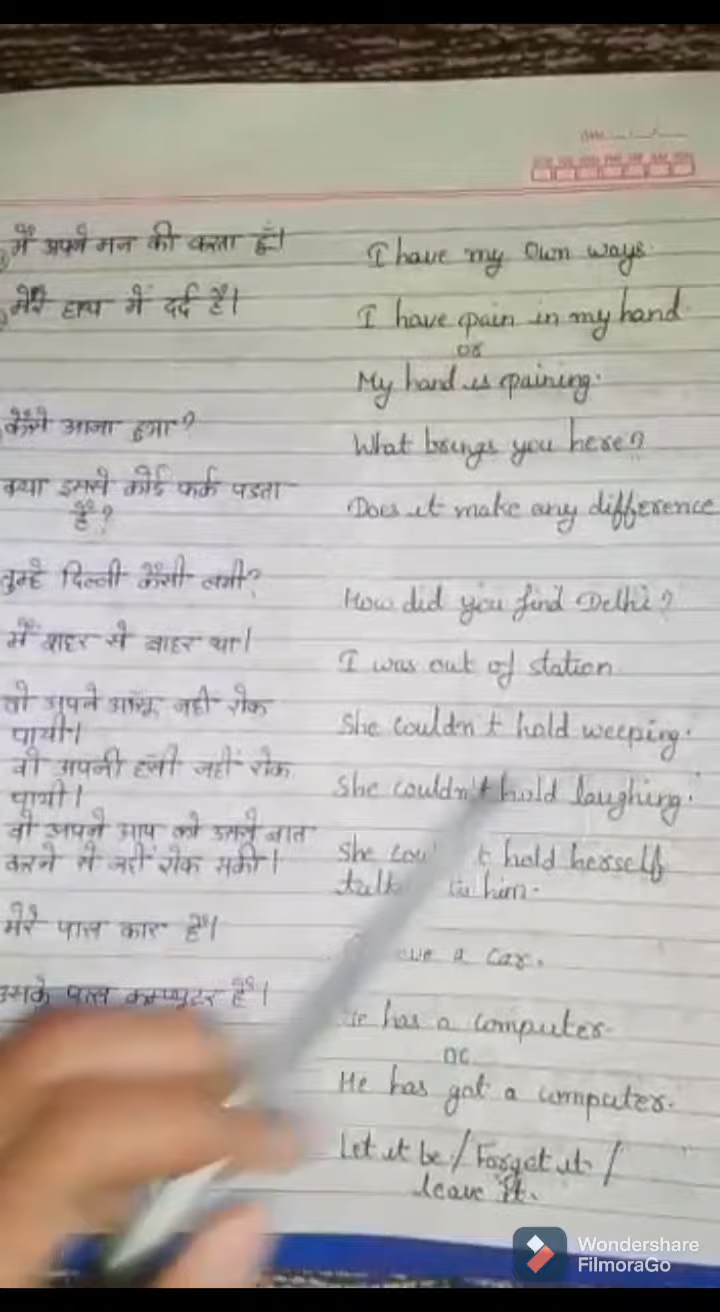 मैं अपने मन की करता हूँ। I have my own ways.
मेरे हाथ में दर्द है। I have pain in my hand.
or
My hand is paining.
कैसे आना हुआ? What brings you here?
क्या इससे कोई फर्क पडता Does it make any difference
है?
तुम्हे दिल्ली कैसी लगी? How did you find Delhi?
मैं शहर से बाहर था। I was out of station
वो अपने आंसू नही रोक She couldn't hold weeping.
पायी।
वो अपनी हंसी नहीं रोक She couldn't hold laughing.
पायी।
वो अपने आप को उससे बात She hold herself
करने से नहीं रोक सकी। him.
मेरे पास कार है। a car.
उसके पास कम्प्यूटर है। has a computer.
OR
He has got a computer.
Let it be / Forget it /
leave it.
Wondershare
FilmoraGo